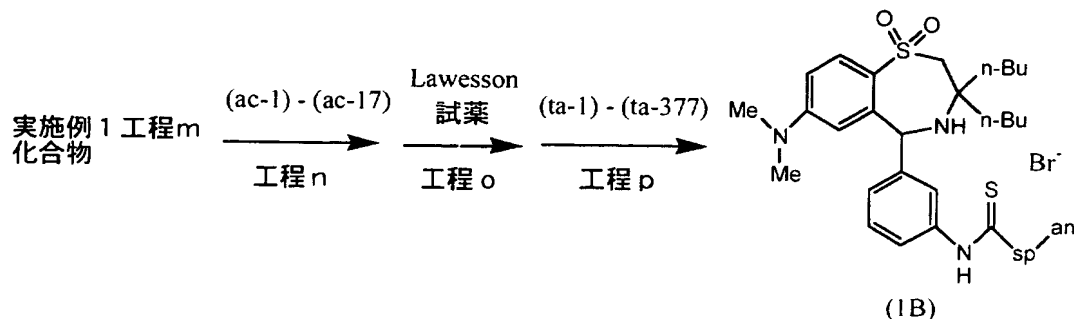 実施例１工程ｍ
化合物
(ac-1) - (ac-17)
工程ｎ
Lawesson
試薬
工程ｏ
(ta-1) - (ta-377)
工程ｐ
O O
S
n-Bu
n-Bu
NH
Me
N
Me
Br-
S
N
H
sp
an
(1B)